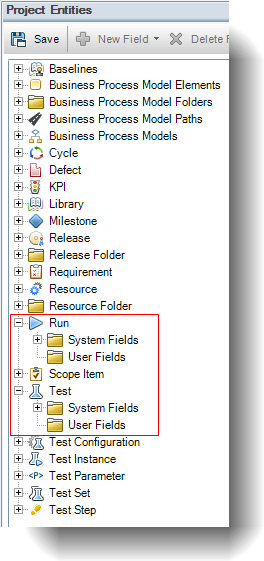 Project Entities
Save New Field Delete
Baselines
Business Process Model Elements
Business Process Model Folders
Business Process Model Paths
Business Process Models
Cycle
Defect
KPI
Library
Milestone
Release
Release Folder
Requirement
Resource
Resource Folder
Run
System Fields
User Fields
Scope Item
Test
System Fields
User Fields
Test Configuration
Test Instance
<P> Test Parameter
Test Set
Test Step